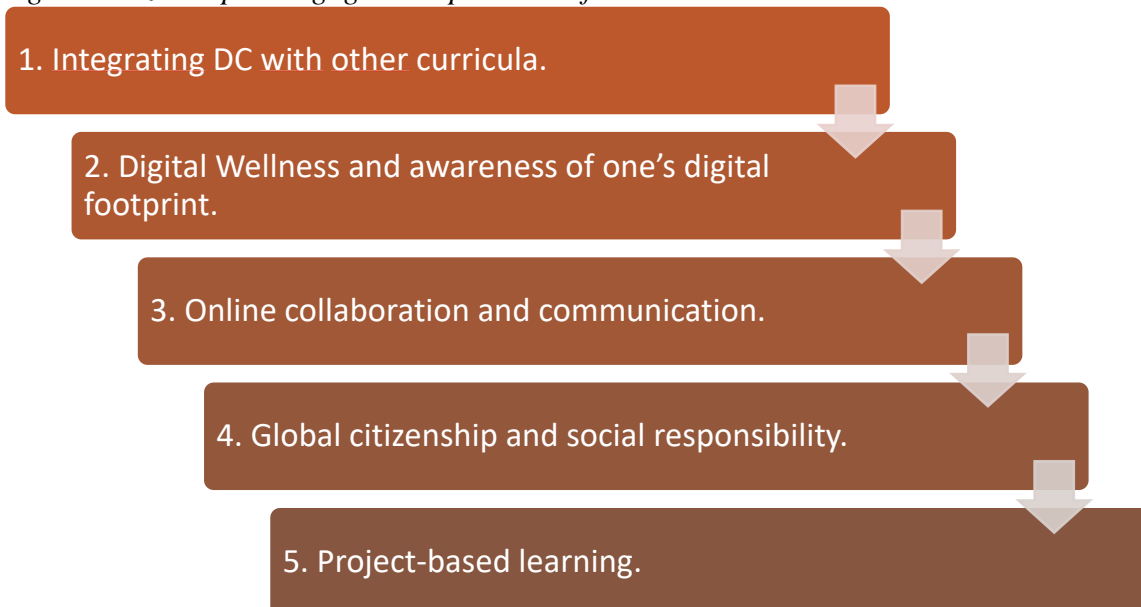 1. Integrating DC with other curricula.
2. Digital Wellness and awareness of one’s digital
footprint.
3. Online collaboration and communication.
4. Global citizenship and social responsibility.
5. Project-based learning.